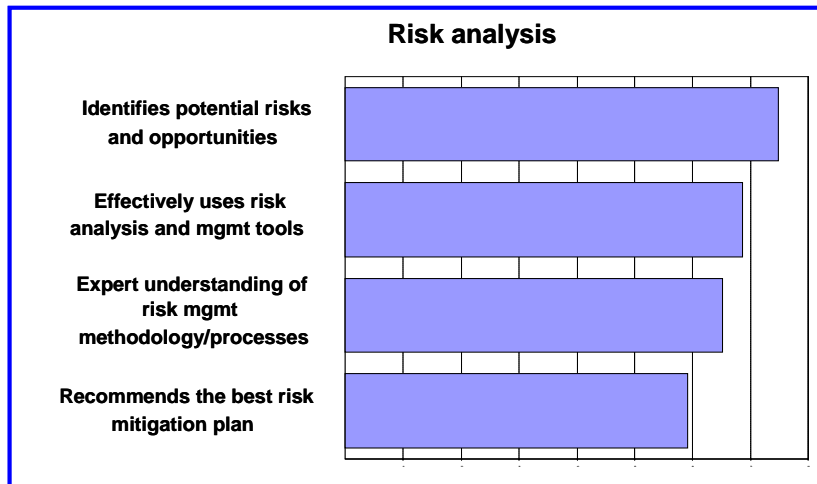 Risk analysis
Identifies potential risks
and opportunities
Effectively uses risk
analysis and mgmt tools
Expert understanding of
risk mgmt
methodology/processes
Recommends the best risk
mitigation plan